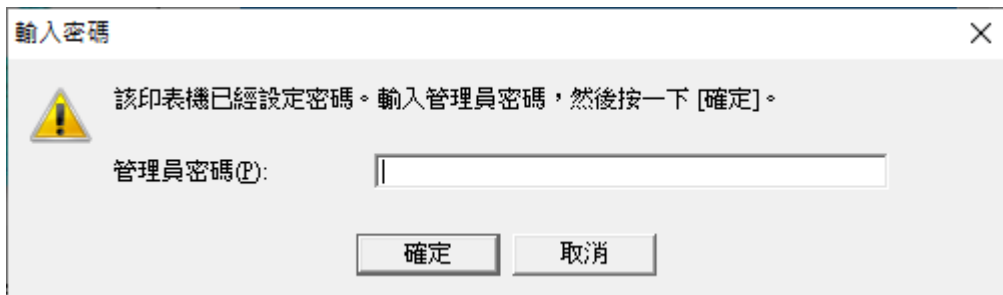 輸入密碼
該印表機已經設定密碼。輸入管理員密碼，然後按一下 [確定]。
管理員密碼(P):
確定
取消